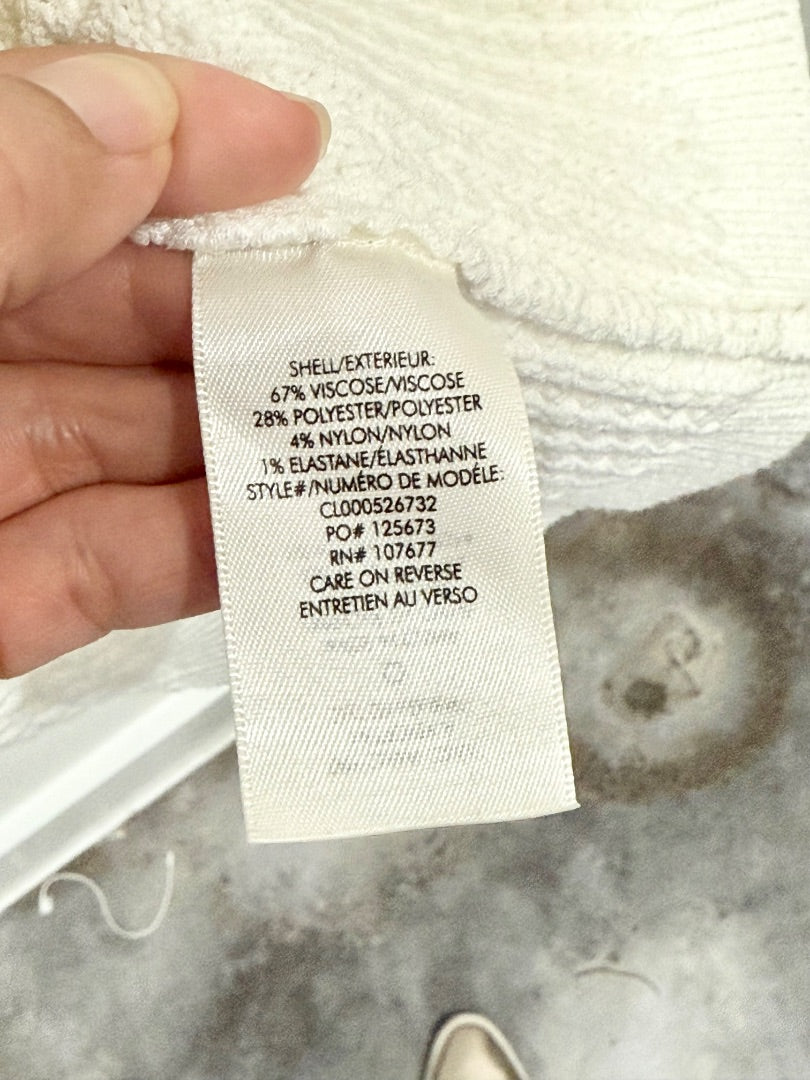 SHELL/EXTERIEUR:
67% VISCOSE/VISCOSE
28% POLYESTER/POLYESTER
4% NYLON/NYLON
1% ELASTANE/ÉLASTHANNE
STYLE#/NUMÉRO DE MODÉLE:
CL000526732
PO# 125673
RN# 107677
CARE ON REVERSE
ENTRETIEN AU VERSO